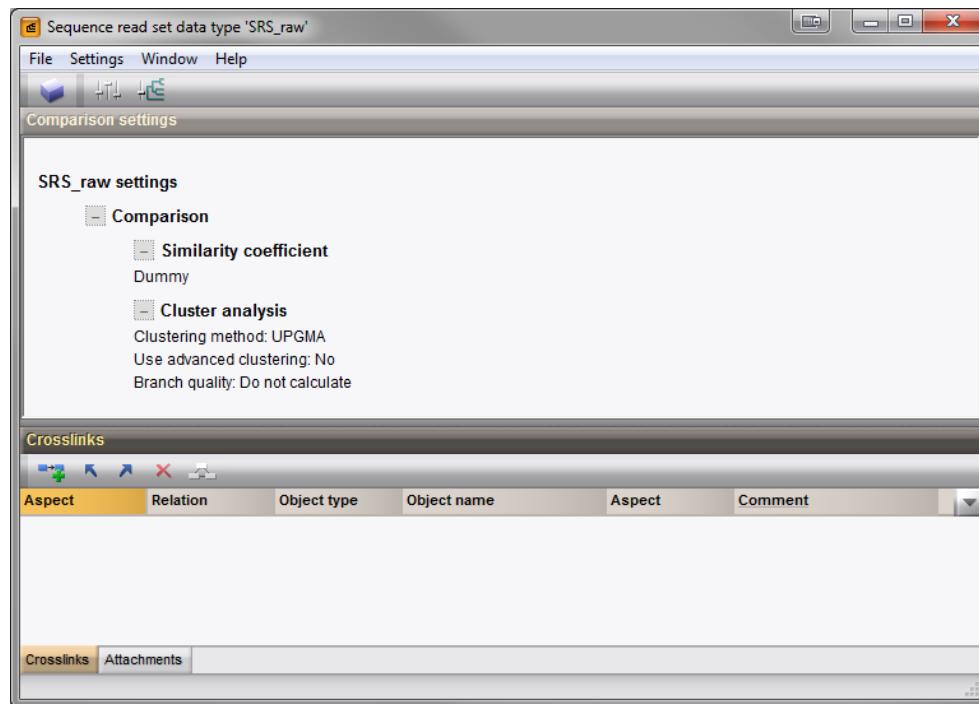 Sequence read set data type 'SRS_raw'
File Settings Window Help
Comparison settings
SRS_raw settings
Comparison
Similarity coefficient
Dummy
Cluster analysis
Clustering method: UPGMA
Use advanced clustering: No
Branch quality: Do not calculate
Crosslinks
Aspect Relation Object type Object name Aspect Comment
Crosslinks Attachments